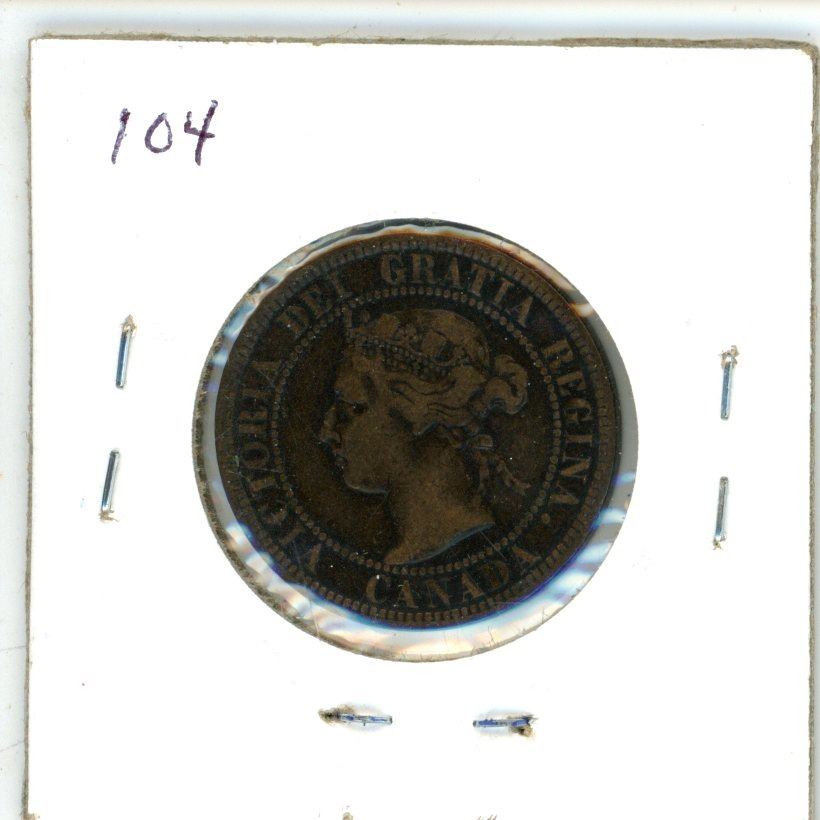 104
VICTORIA DEI GRATIA REGINA.
CANADA